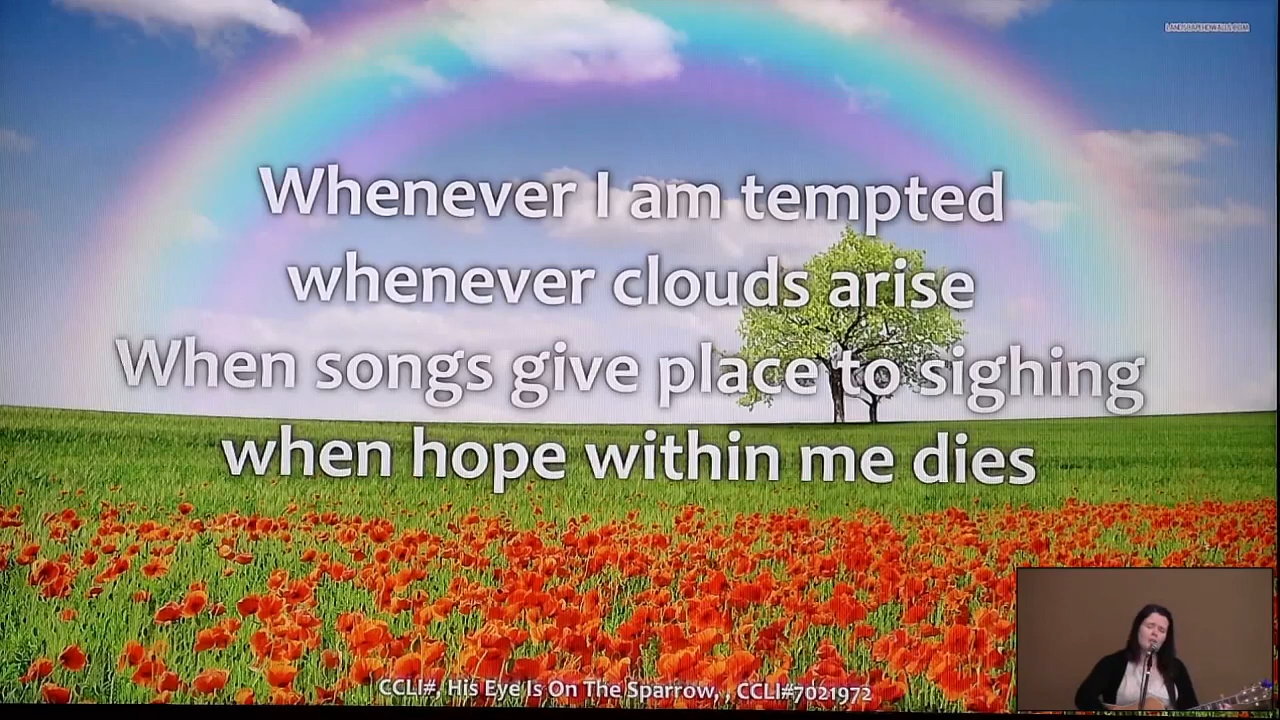 Whenever I am tempted
whenever clouds arise
When songs give place to sighing
when hope within me dies
CCLI#, His Eye Is On The Sparrow, , CCLI#7021972